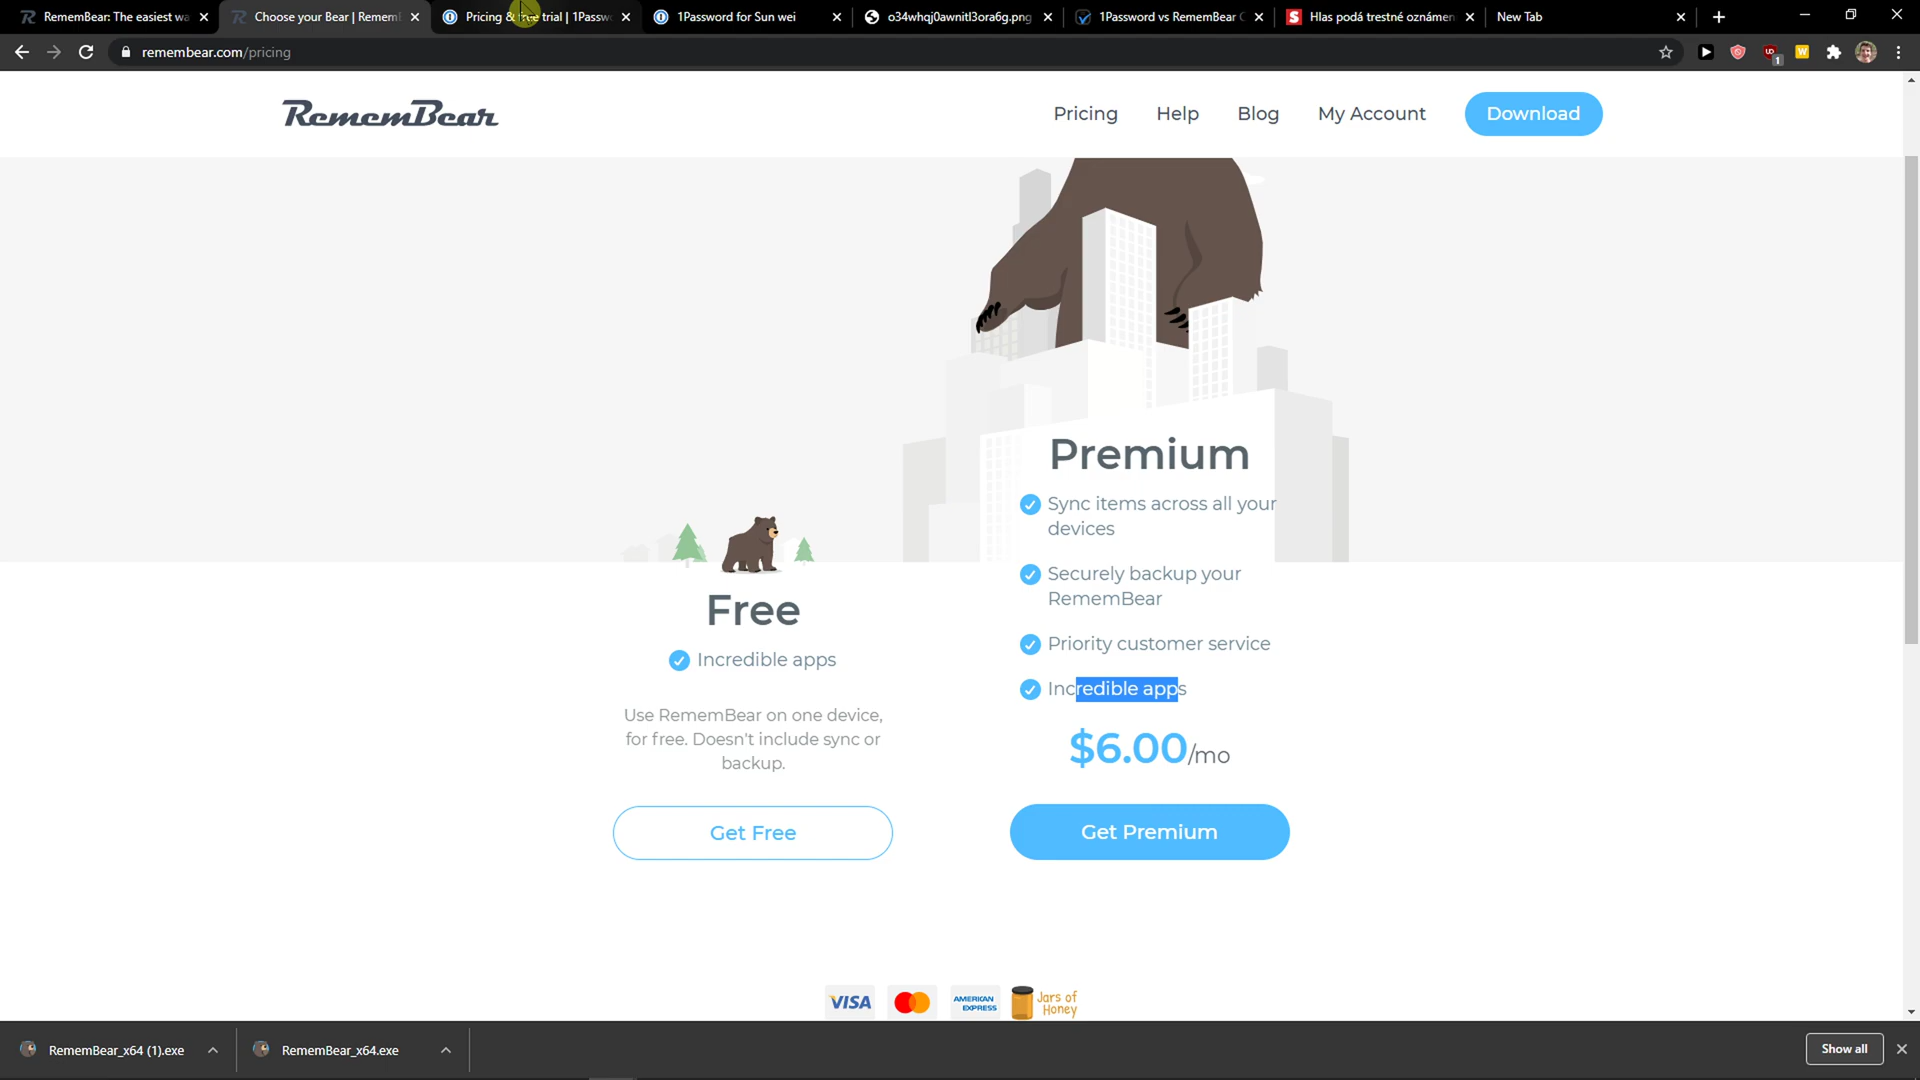 RememBear: The easiest wa
Choose your Bear | RememB
Pricing & free trial | 1Passw
1Password for Sun wei
o34whqj0awnitl3ora6g.png
1Password vs RememBear C
Hlas podá trestné oznámen
New Tab
remembear.com/pricing
1
RememBear
Pricing
Help
Blog
My Account
Download
Premium
Sync items across all your
devices
Securely backup your
RememBear
Priority customer service
Incredible apps
$6.00/mo
Get Premium
Free
Incredible apps
Use RememBear on one device,
for free. Doesn't include sync or
backup.
Get Free
VISA
AMERICAN
EXPRESS
Jars of
Honey
RememBear_x64 (1).exe
RememBear_x64.exe
Show all